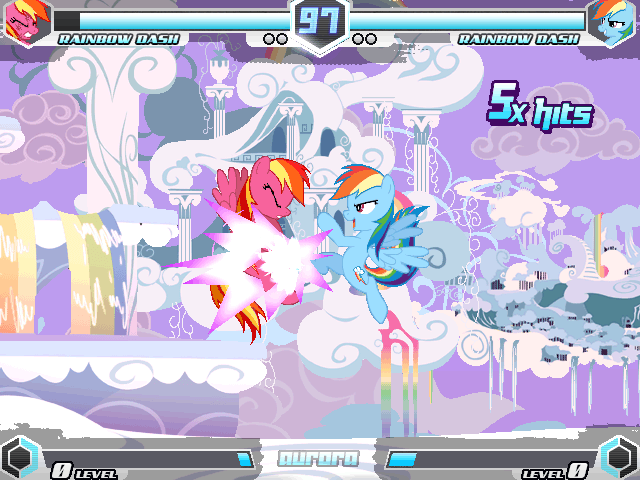 97
RAINBOW DASH
RAINBOW DASH
5x hits
0 LEVEL
aurora
LEVEL 0